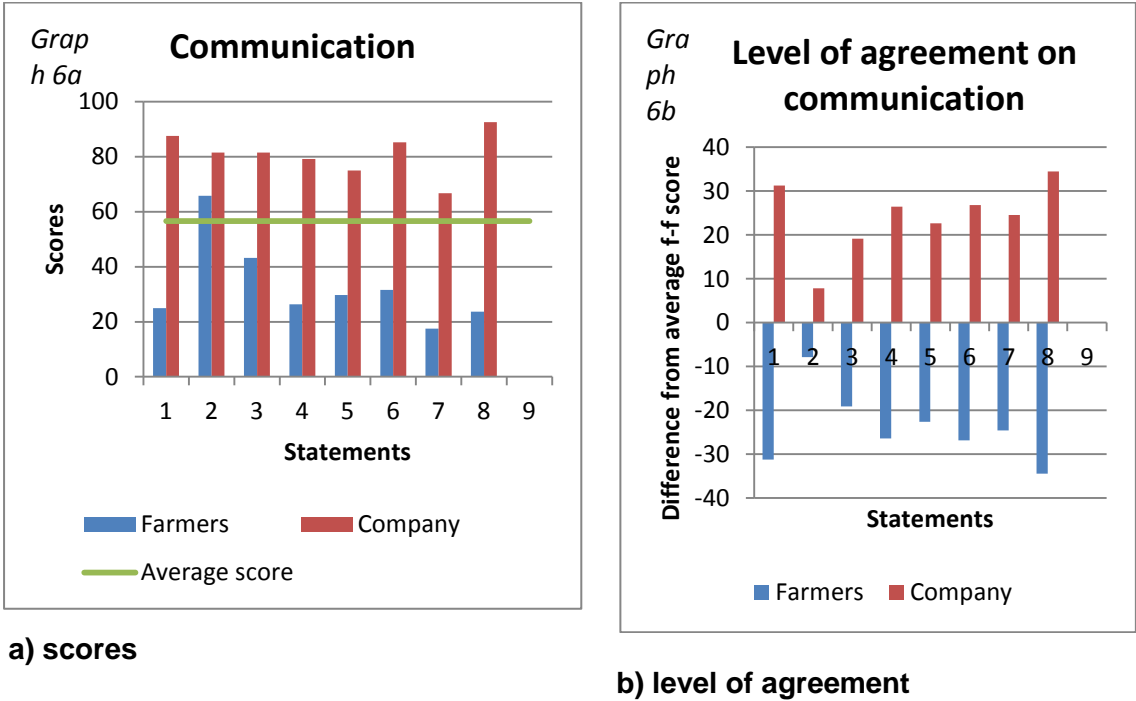 Grap
h 6a
Communication
100
80
60
40
20
0
Scores
1 2 3 4 5 6 7 8 9
Statements
Farmers Company
Average score
a) scores
Gra
ph
6b
Level of agreement on
communication
40
30
20
10
0
-10
-20
-30
-40
Difference from average f-f score
1 2 3 4 5 6 7 8 9
Statements
Farmers Company
b) level of agreement